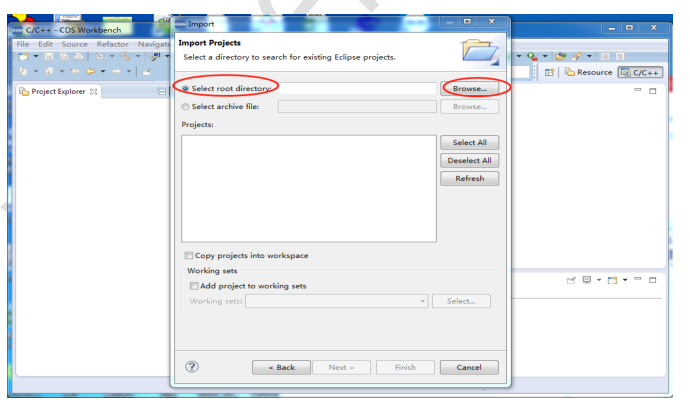 C/C++ - CDS Workbench
File Edit Source Refactor Navigate
Resource C/C++
Project Explorer
Import
Import Projects
Select a directory to search for existing Eclipse projects.
Select root directory:
Browse...
Select archive file:
Browse...
Projects:
Select All
Deselect All
Refresh
Copy projects into workspace
Working sets
Add project to working sets
Working sets:
Select...
< Back
Next >
Finish
Cancel